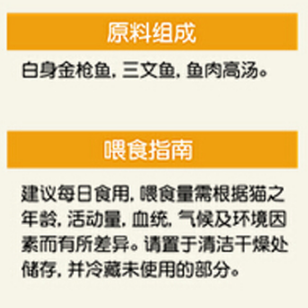 原料组成
白身金枪鱼, 三文鱼, 鱼肉高汤。
喂食指南
建议每日食用, 喂食量需根据猫之
年龄, 活动量, 血统, 气候及环境因
素而有所差异。请置于清洁干燥处
储存, 并冷藏未使用的部分。